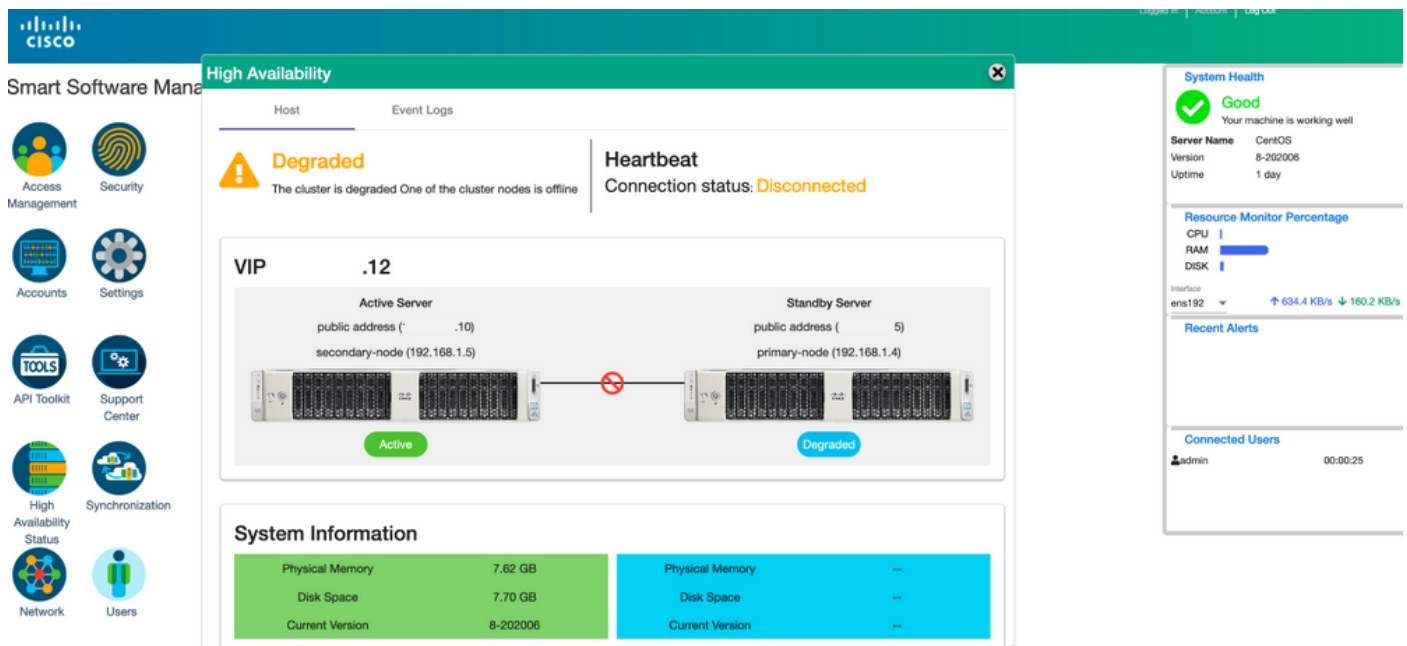 Logged in | Account | Log Out
CISCO
Smart Software Mana
Access Management
Security
Accounts
Settings
TOOLS
API Toolkit
Support Center
High Availability Status
Synchronization
Network
Users
High Availability
Host
Event Logs
Degraded
The cluster is degraded One of the cluster nodes is offline
Heartbeat
Connection status: Disconnected
VIP .12
Active Server
public address ( .10)
secondary-node (192.168.1.5)
Active
Standby Server
public address ( 5)
primary-node (192.168.1.4)
Degraded
System Information
Physical Memory 7.62 GB
Disk Space 7.70 GB
Current Version 8-202006
Physical Memory --
Disk Space --
Current Version --
System Health
Good
Your machine is working well
Server Name CentOS
Version 8-202006
Uptime 1 day
Resource Monitor Percentage
CPU
RAM
DISK
Interface
ens192 634.4 KB/s 160.2 KB/s
Recent Alerts
Connected Users
admin 00:00:25